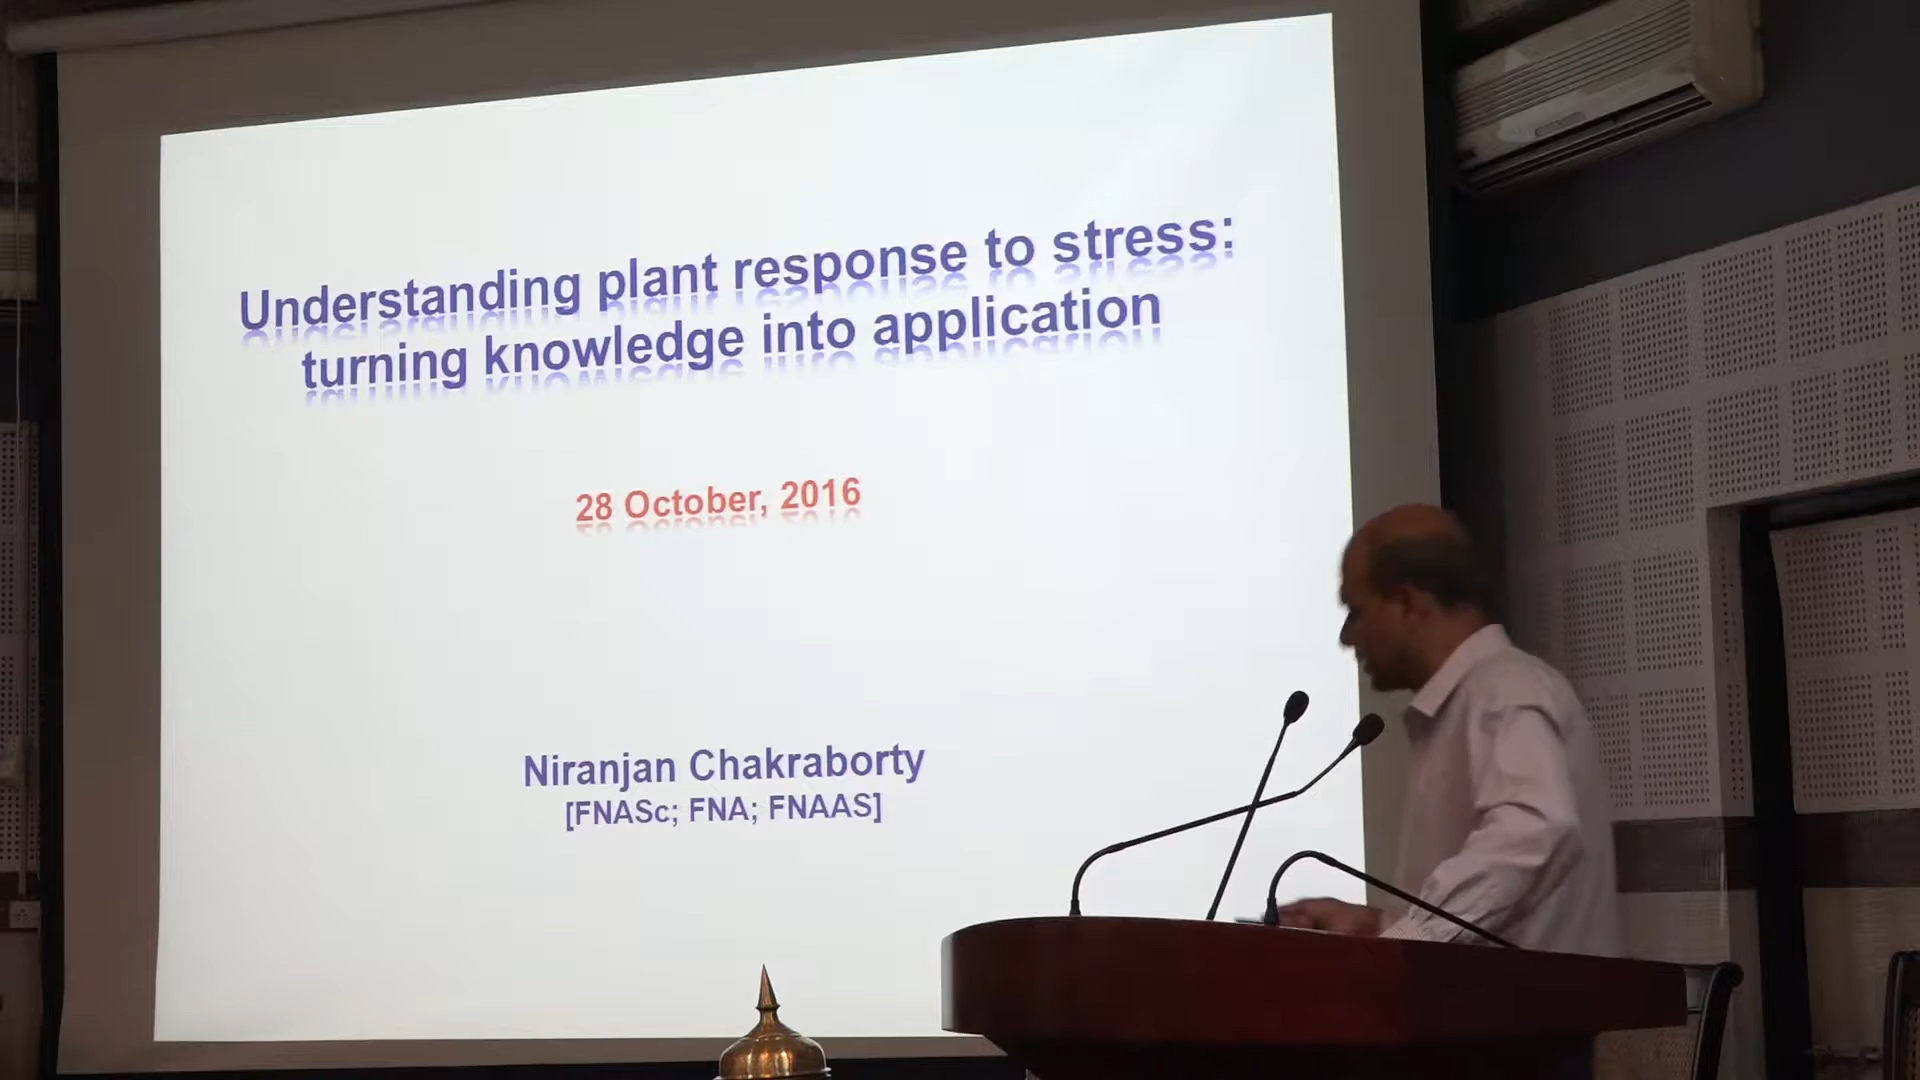 Understanding plant response to stress:
turning knowledge into application
28 October, 2016
Niranjan Chakraborty
[FNASc; FNA; FNAAS]